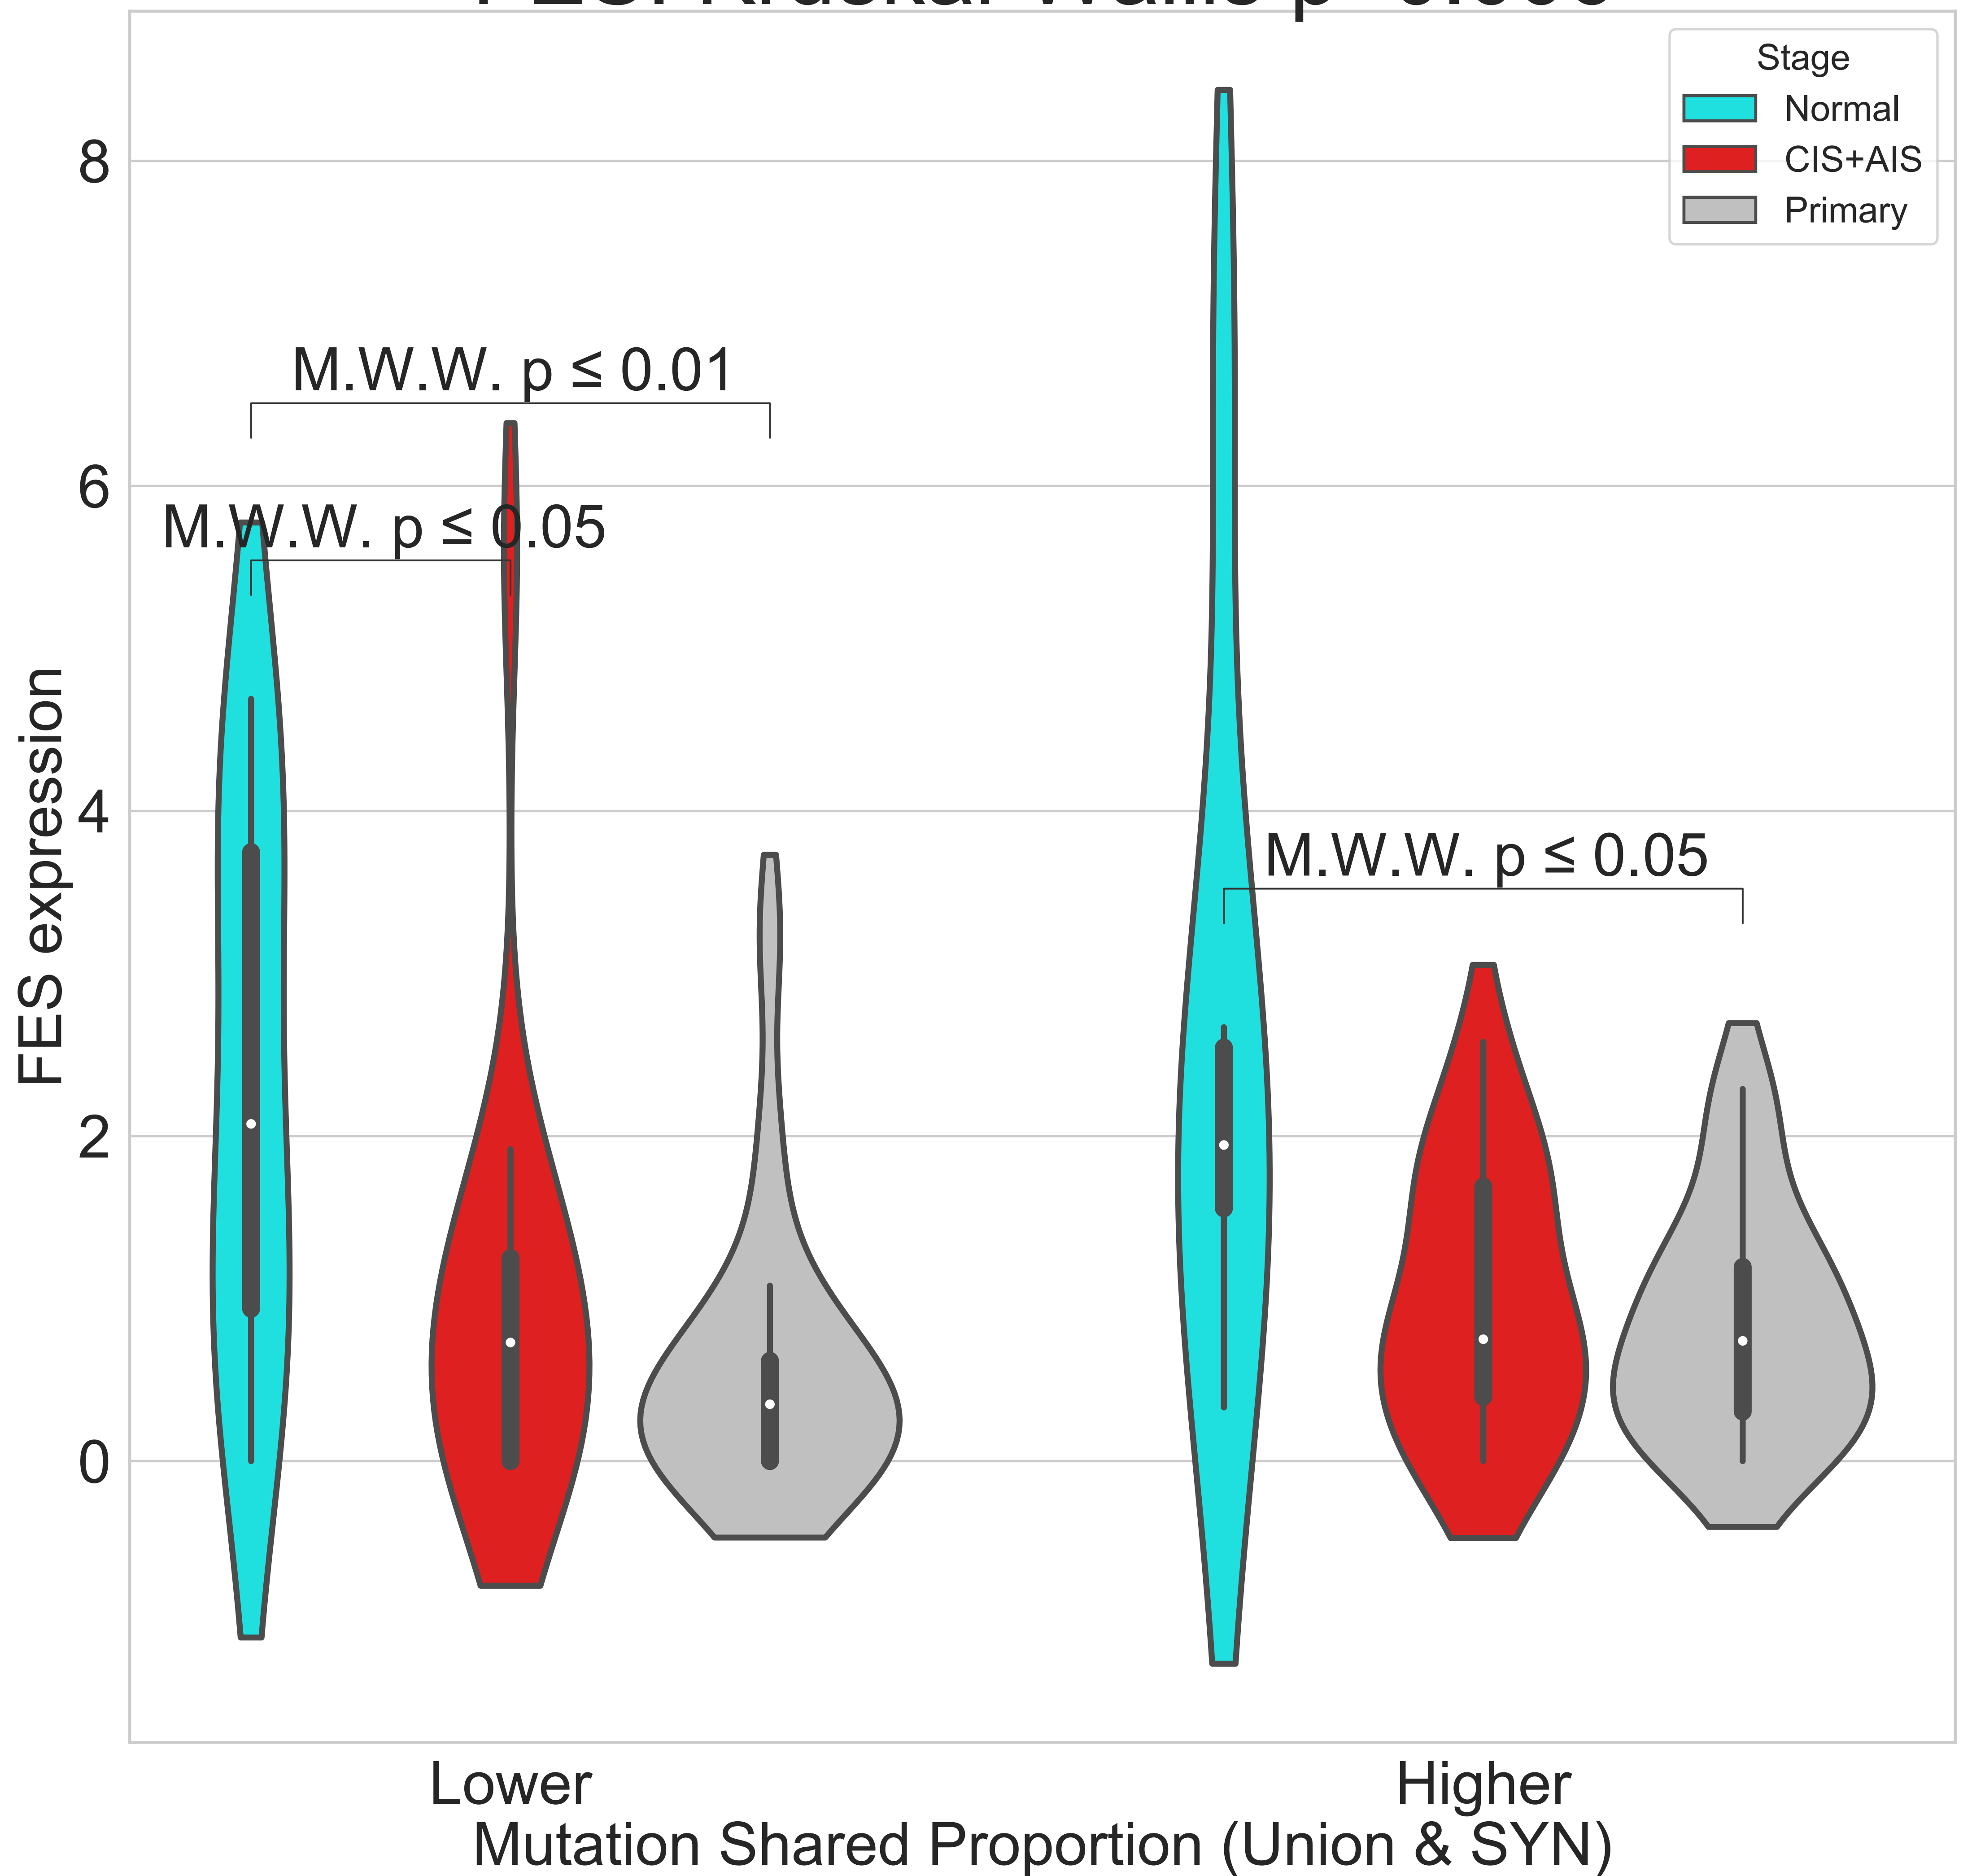 Stage
Normal
CIS+AIS
Primary
8
6
4
2
0
M.W.W. p ≤ 0.01
M.W.W. p ≤ 0.05
M.W.W. p ≤ 0.05
FES expression
Lower
Higher
Mutation Shared Proportion (Union & SYN)